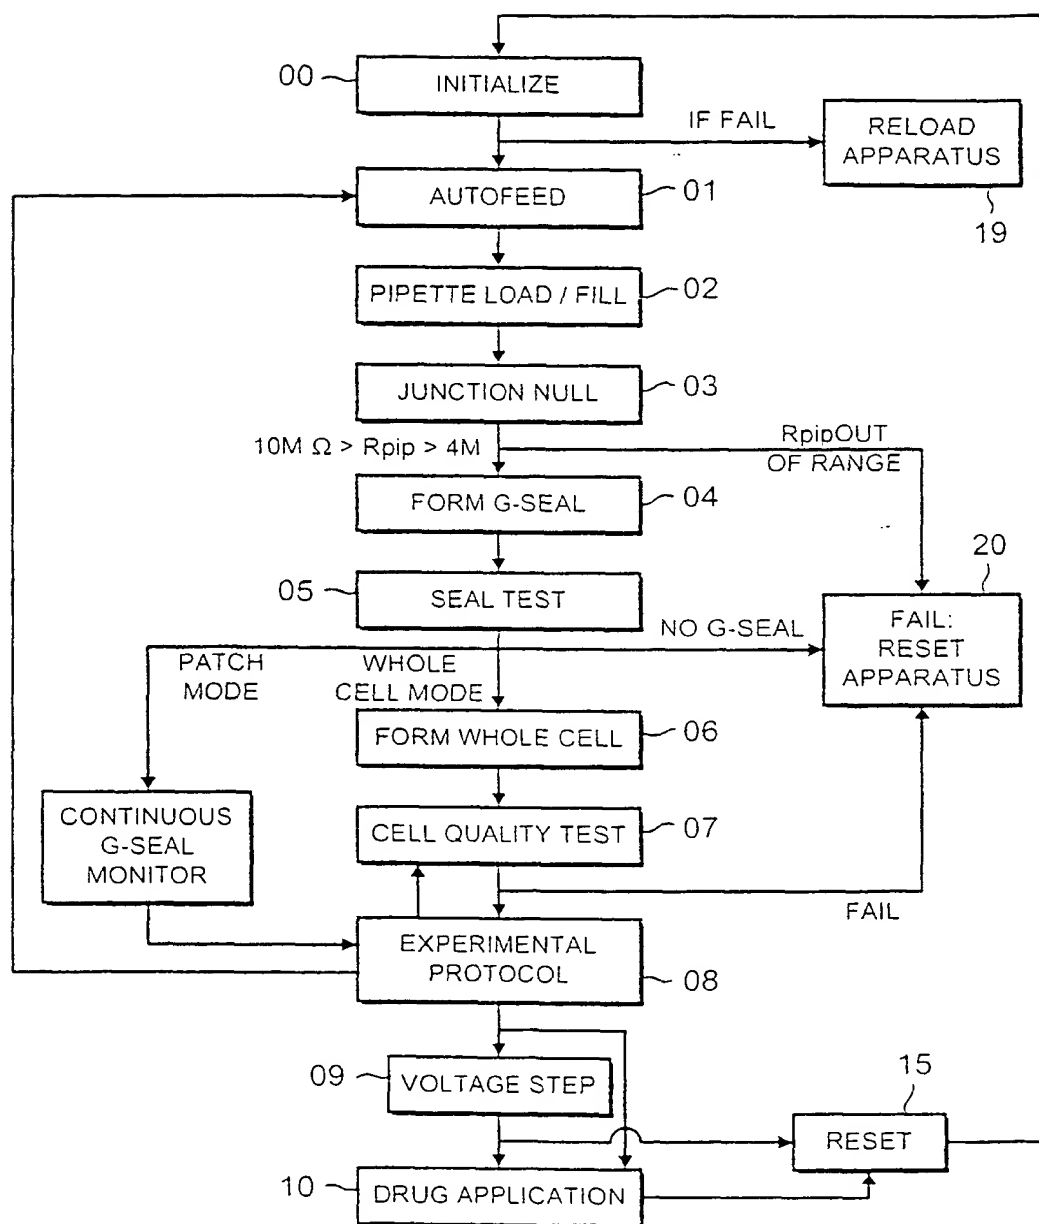 00
INITIALIZE
IF FAIL
RELOAD
APPARATUS
19
AUTOFEED
01
PIPETTE LOAD / FILL
02
JUNCTION NULL
03
10M Ω > Rpip > 4M
RpipOUT
OF RANGE
FORM G-SEAL
04
05
SEAL TEST
20
FAIL:
RESET
APPARATUS
NO G-SEAL
PATCH
MODE
WHOLE
CELL MODE
FORM WHOLE CELL
06
CONTINUOUS
G-SEAL
MONITOR
CELL QUALITY TEST
07
FAIL
EXPERIMENTAL
PROTOCOL
08
09
VOLTAGE STEP
15
RESET
10
DRUG APPLICATION